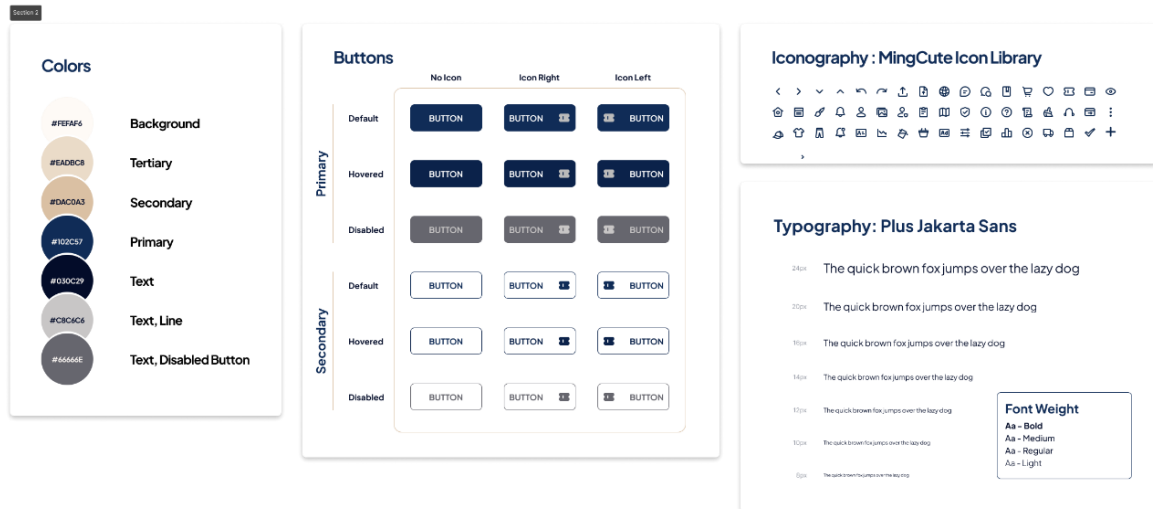 Section 2
Colors
#FEFAF6
Background
#EADBC8
Tertiary
#DAC0A3
Secondary
#102C57
Primary
#030C29
Text
#C8C6C6
Text, Line
#66666E
Text, Disabled Button
Buttons
No Icon
Icon Right
Icon Left
Primary
Default
BUTTON
BUTTON
BUTTON
Hovered
BUTTON
BUTTON
BUTTON
Disabled
BUTTON
BUTTON
BUTTON
Secondary
Default
BUTTON
BUTTON
BUTTON
Hovered
BUTTON
BUTTON
BUTTON
Disabled
BUTTON
BUTTON
BUTTON
Iconography : MingCute Icon Library
Typography: Plus Jakarta Sans
24px
The quick brown fox jumps over the lazy dog
20px
The quick brown fox jumps over the lazy dog
16px
The quick brown fox jumps over the lazy dog
14px
The quick brown fox jumps over the lazy dog
12px
The quick brown fox jumps over the lazy dog
10px
The quick brown fox jumps over the lazy dog
8px
The quick brown fox jumps over the lazy dog
Font Weight
Aa - Bold
Aa - Medium
Aa - Regular
Aa - Light